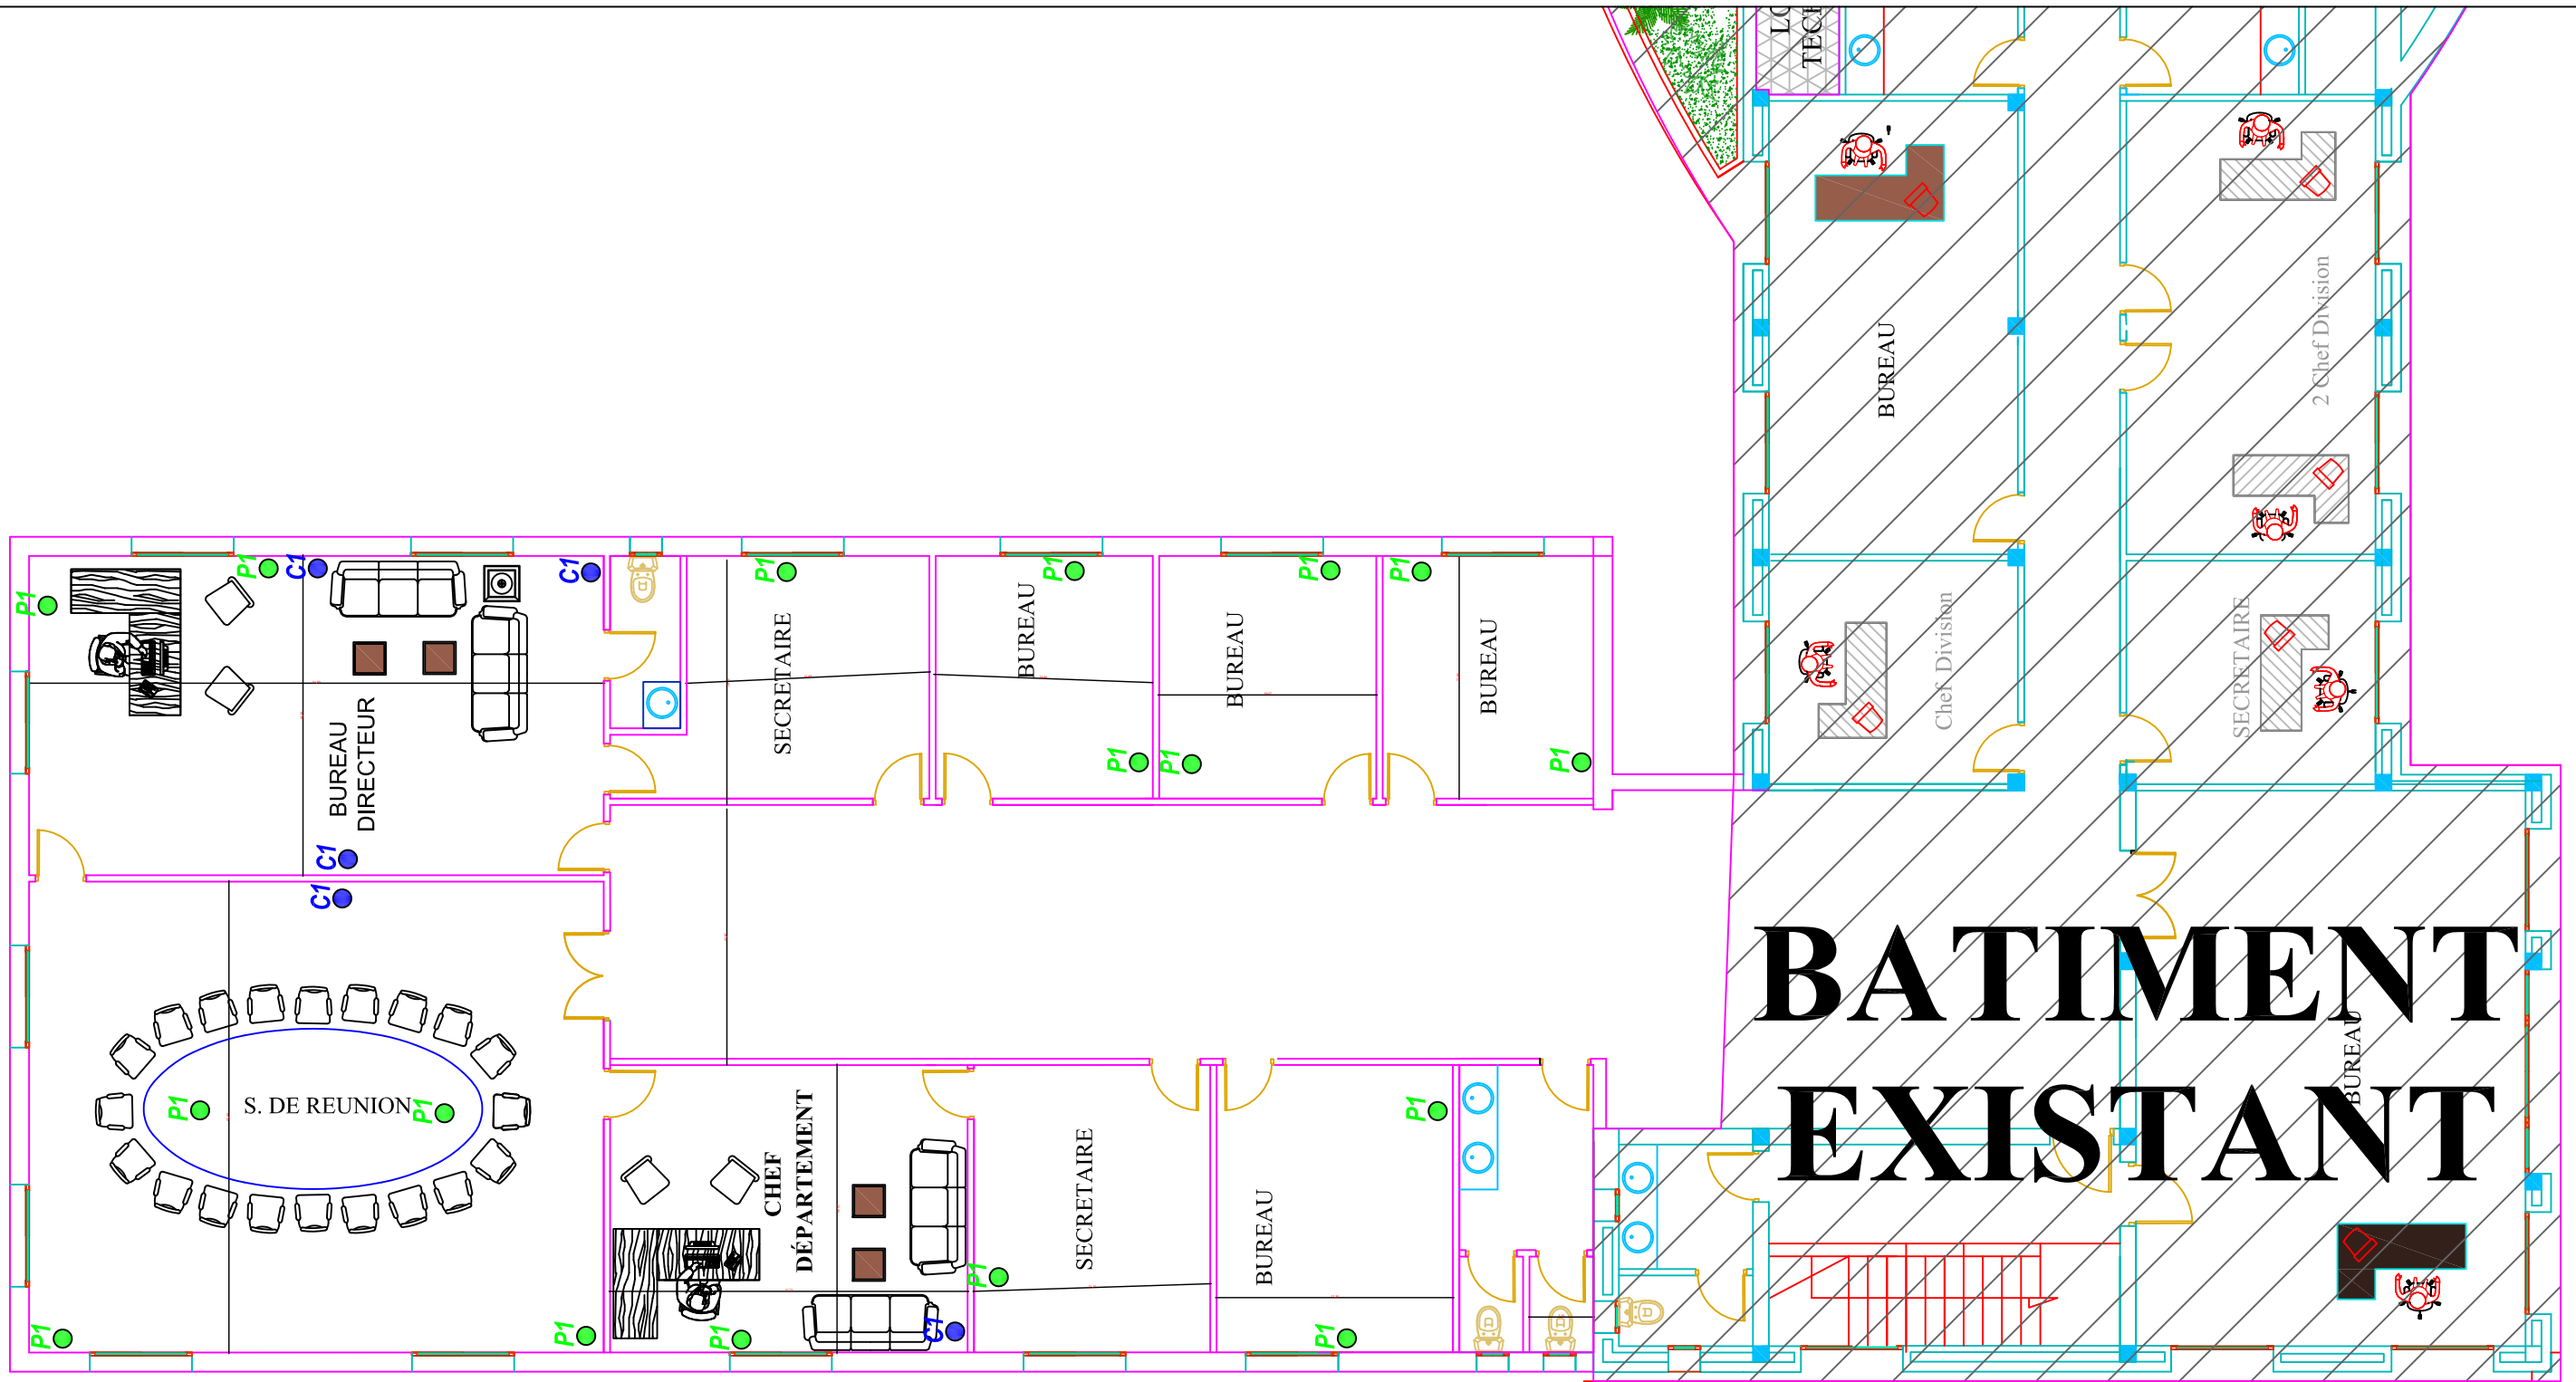 2 Chef Division
BUREAU
P1
C1
C1
P1
P1
P1
P1
P1
SECRETAIRE
BUREAU
BUREAU
BUREAU
Chef Division
SECRETAIRE
BUREAU
DIRECTEUR
P1
P1
P1
C1
C1
BATIMENT
EXISTANT
BUREAU
P1
S. DE REUNION
P1
P1
CHEF
DÉPARTEMENT
SECRETAIRE
BUREAU
P1
P1
P1
P1
C1
P1